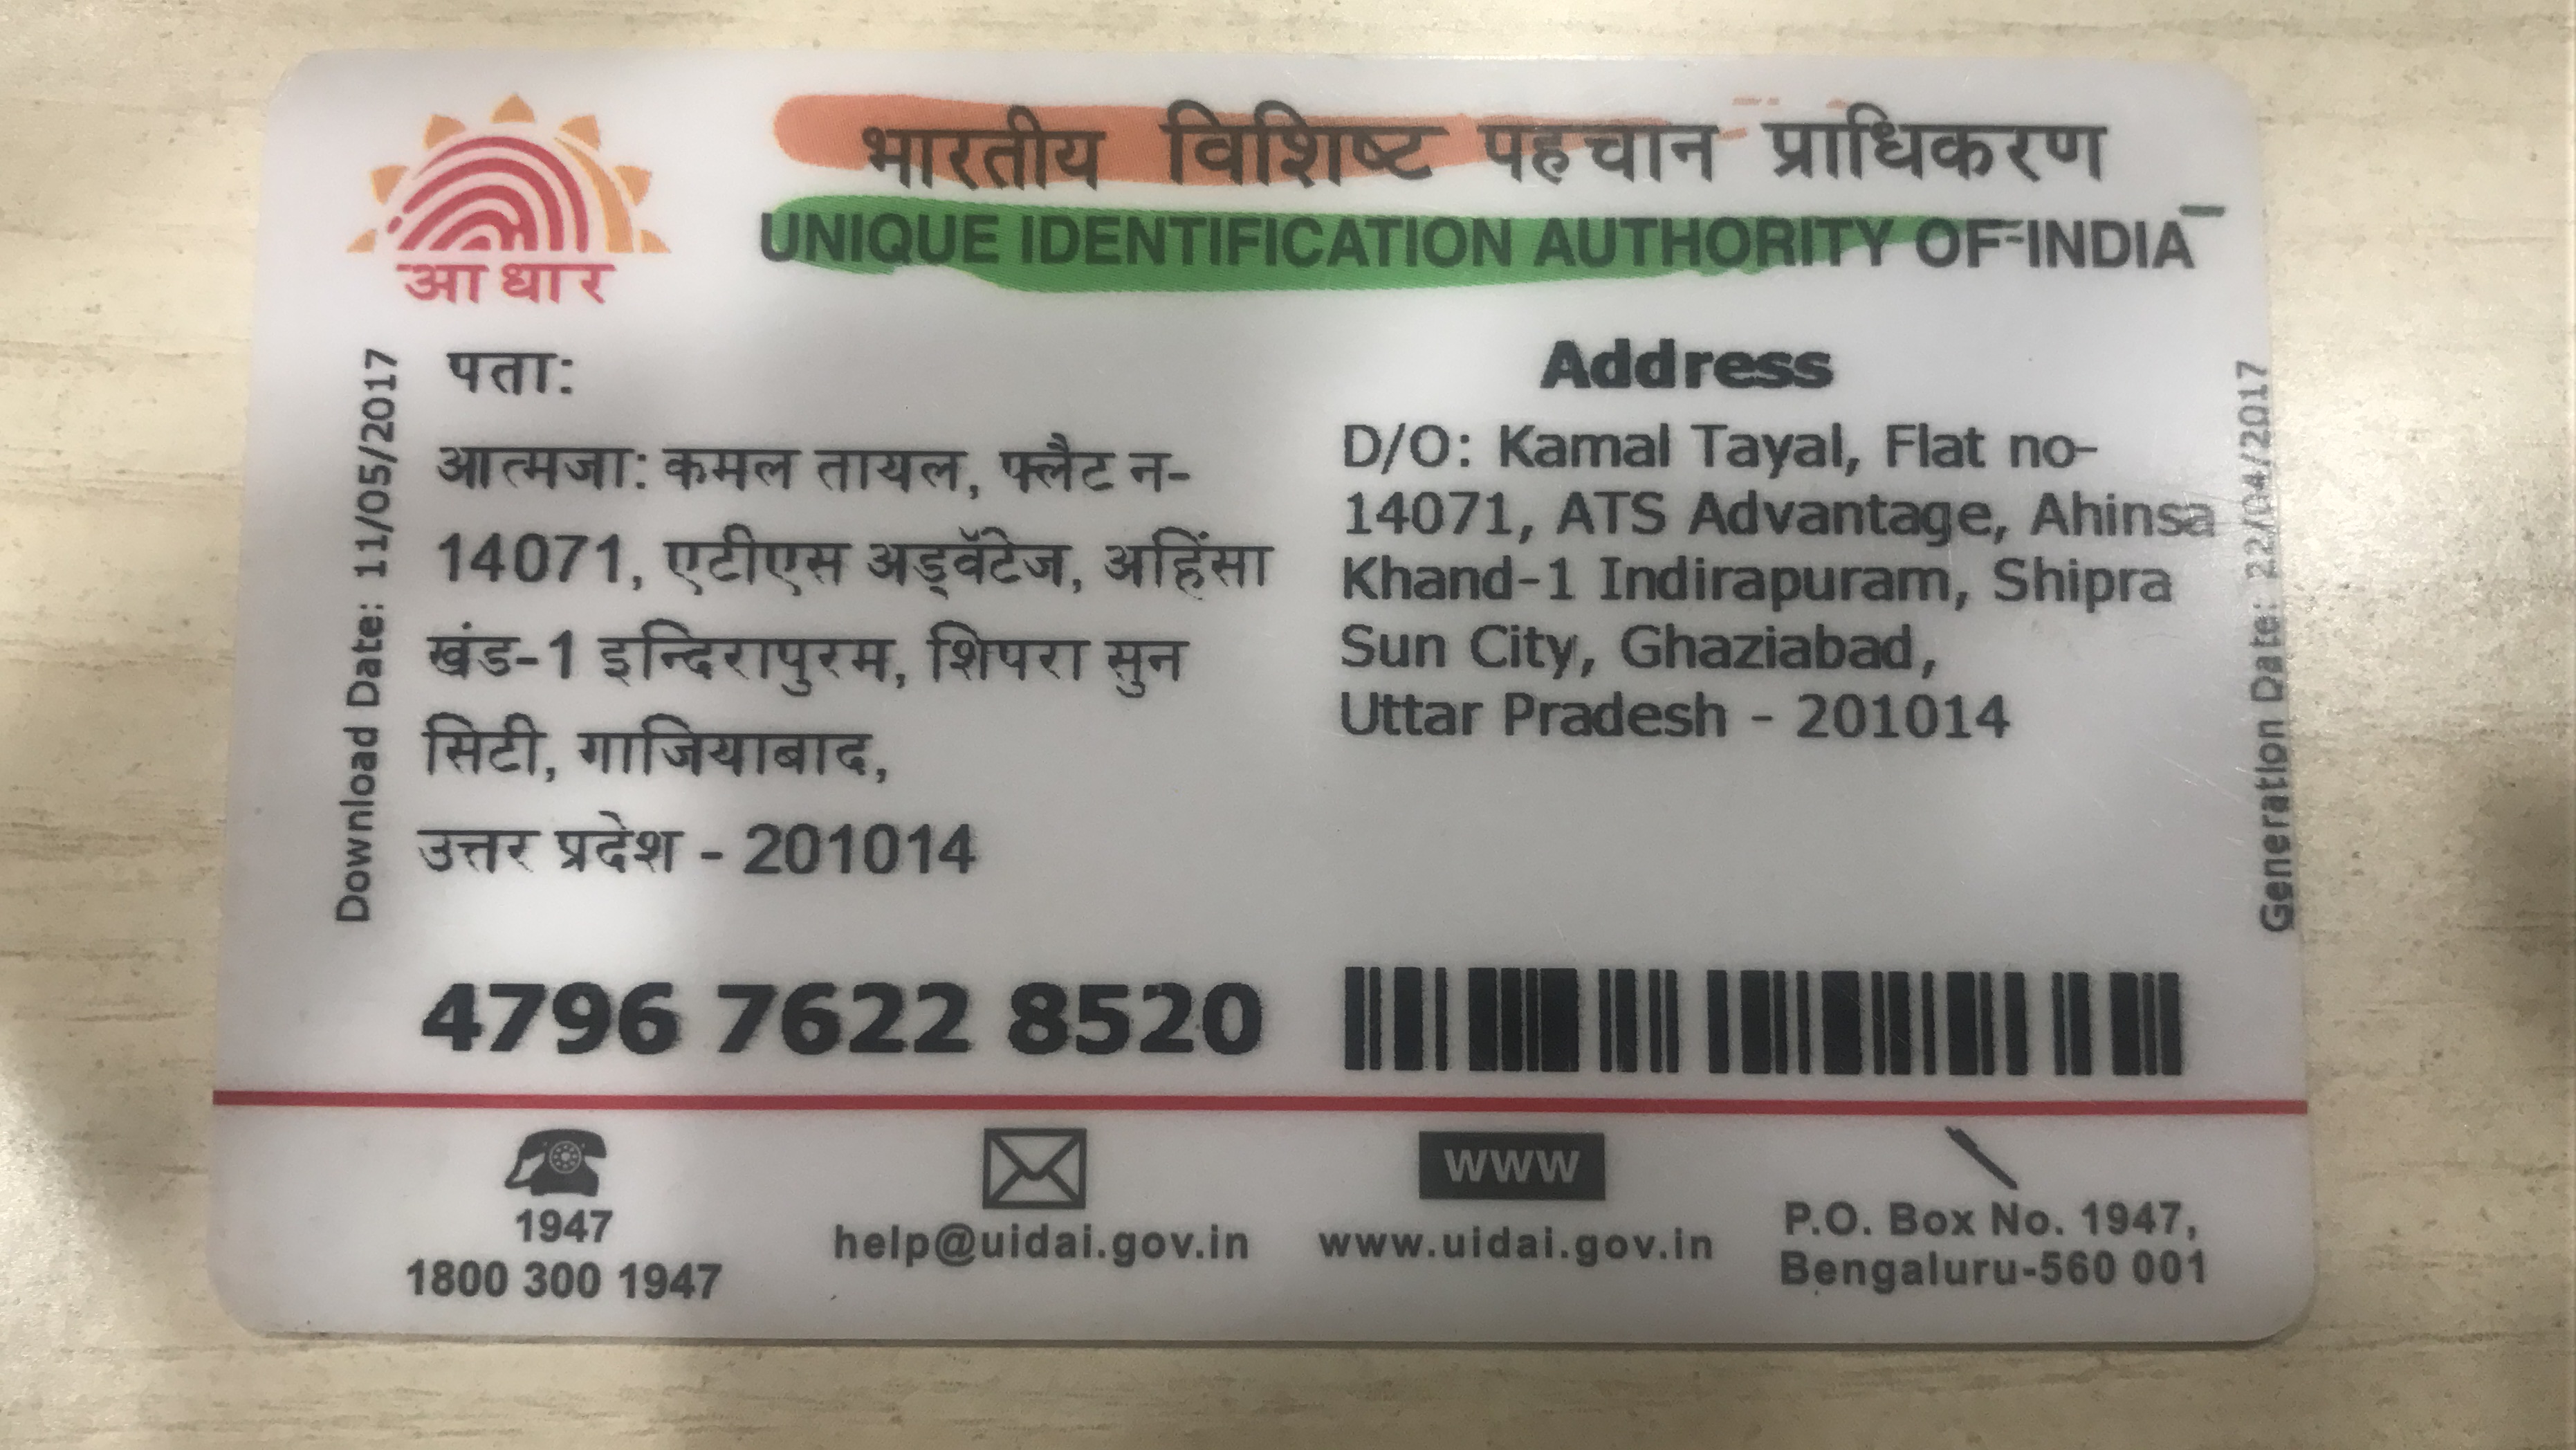 भारतीय विशिष्ट पहचान प्राधिकरण
UNIQUE IDENTIFICATION AUTHORITY OF INDIA
आधार
Download Date: 11/05/2017
पता:
आत्मजा: कमल तायल, फ्लैट न-
14071, एटीएस अड्वॅटेज, अहिंसा
खंड-1 इन्दिरापुरम, शिपरा सुन
सिटी, गाजियाबाद,
उत्तर प्रदेश - 201014
Address
D/O: Kamal Tayal, Flat no-
14071, ATS Advantage, Ahinsa
Khand-1 Indirapuram, Shipra
Sun City, Ghaziabad,
Uttar Pradesh - 201014
Generation Date: 22/04/2017
4796 7622 8520
1947
1800 300 1947
help@uidai.gov.in
WWW
www.uidai.gov.in
P.O. Box No. 1947,
Bengaluru-560 001